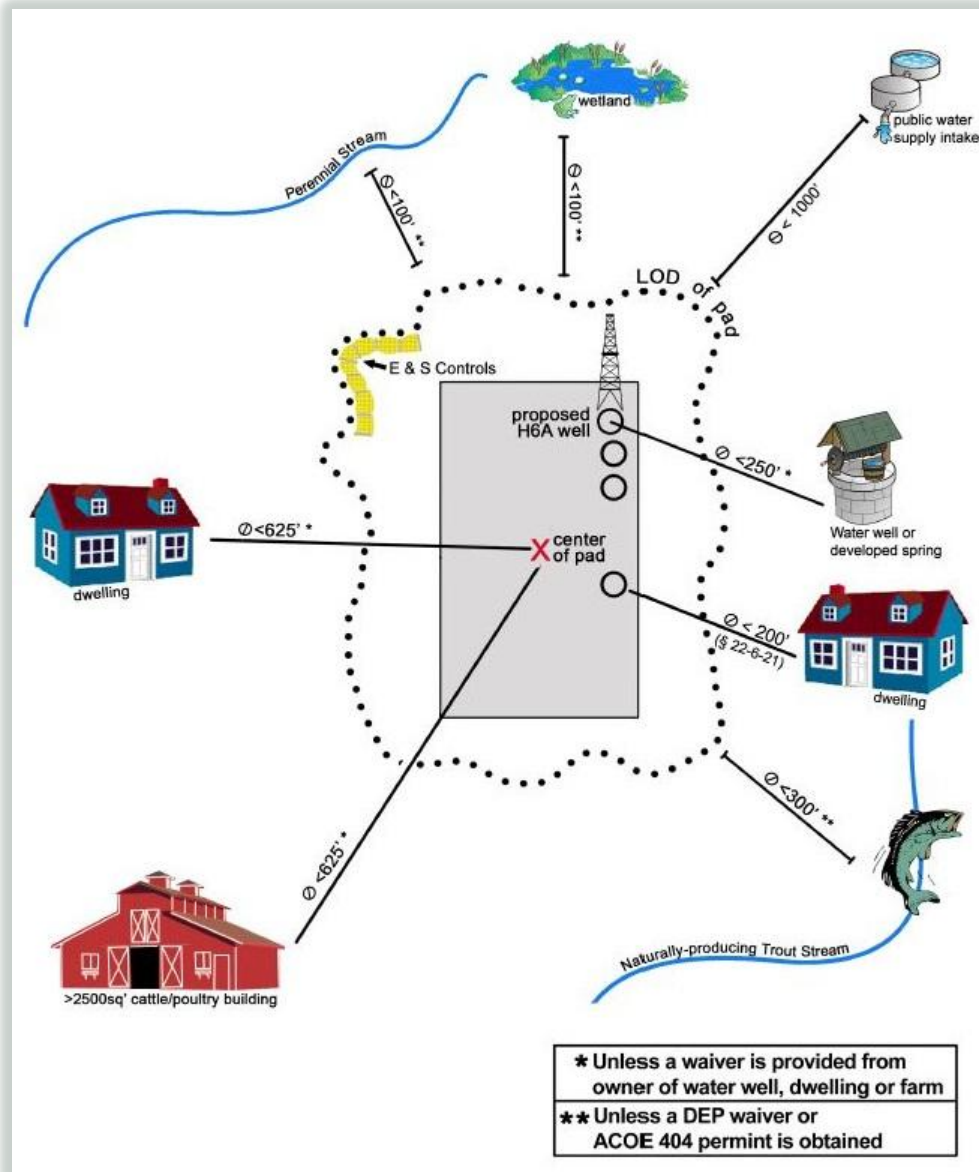 wetland
public water
supply intake
Perennial Stream
∅ <100' **
∅ <100' **
∅ < 1000'
LOD of pad
E & S Controls
proposed
H6A well
∅ <250' *
Water well or
developed spring
∅ <625' *
dwelling
X center
of pad
∅ < 200'
(§ 22-6-21)
dwelling
∅ <300' **
∅ <625' *
>2500sq' cattle/poultry building
Naturally-producing Trout Stream
* Unless a waiver is provided from
owner of water well, dwelling or farm
** Unless a DEP waiver or
ACOE 404 permint is obtained